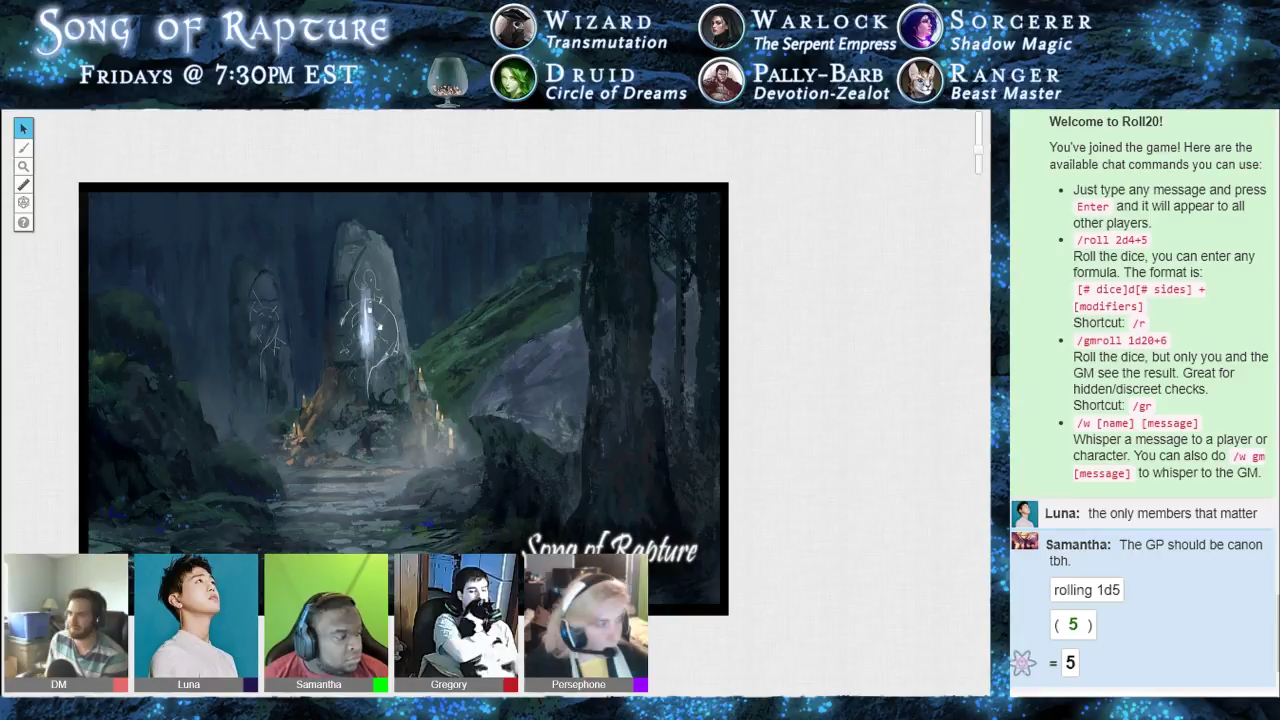 Song of Rapture
Fridays @ 7:30PM EST
Wizard
Transmutation
Warlock
The Serpent Empress
Sorcerer
Shadow Magic
Druid
Circle of Dreams
Pally-Barb
Devotion-Zealot
Ranger
Beast Master
Welcome to Roll20!
You've joined the game! Here are the
available chat commands you can use:
Just type any message and press
Enter and it will appear to all
other players.
/roll 2d4+5
Roll the dice, you can enter any
formula. The format is:
[# dice]d[# sides] +
[modifiers]
Shortcut: /r
/gmroll 1d20+6
Roll the dice, but only you and the
GM see the result. Great for
hidden/discreet checks.
Shortcut: /gr
/w [name] [message]
Whisper a message to a player or
character. You can also do /w gm
[message] to whisper to the GM.
Luna: the only members that matter
Samantha: The GP should be canon
tbh.
rolling 1d5
( 5 )
= 5
Song of Rapture
DM
Luna
Samantha
Gregory
Persephone